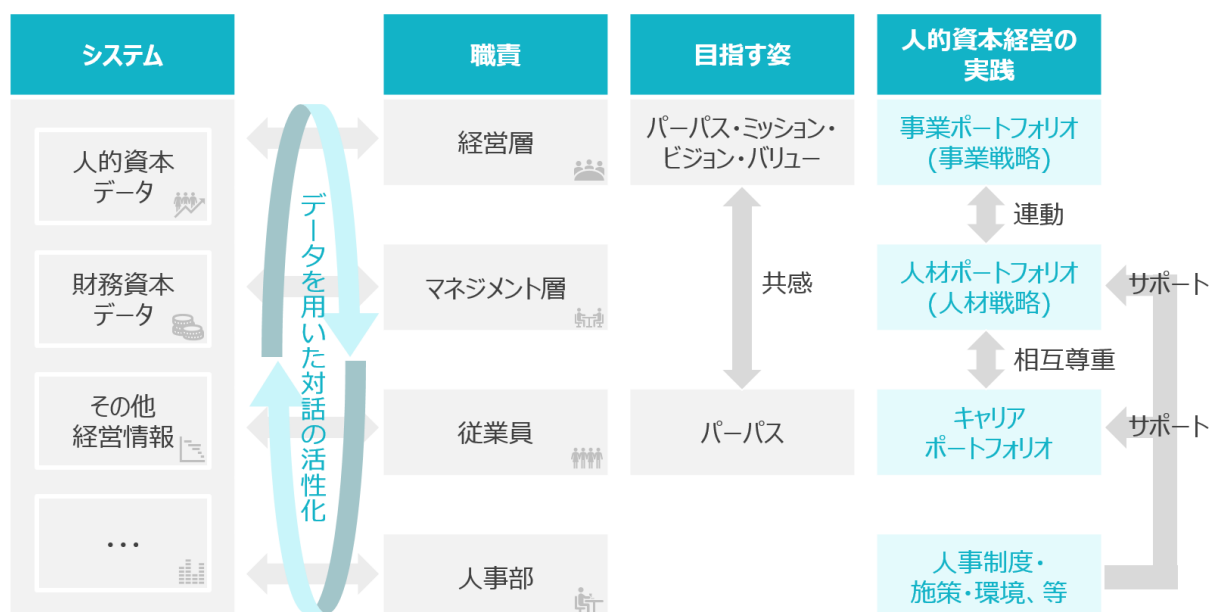 システム
職責
目指す姿
人的資本経営の
実践
人的資本
データ
財務資本
データ
その他
経営情報
・・・
データを用いた対話の活性化
経営層
マネジメント層
従業員
人事部
パーパス・ミッション・
ビジョン・バリュー
共感
パーパス
事業ポートフォリオ
(事業戦略)
連動
人材ポートフォリオ
(人材戦略)
サポート
相互尊重
キャリア
ポートフォリオ
サポート
人事制度・
施策・環境、等